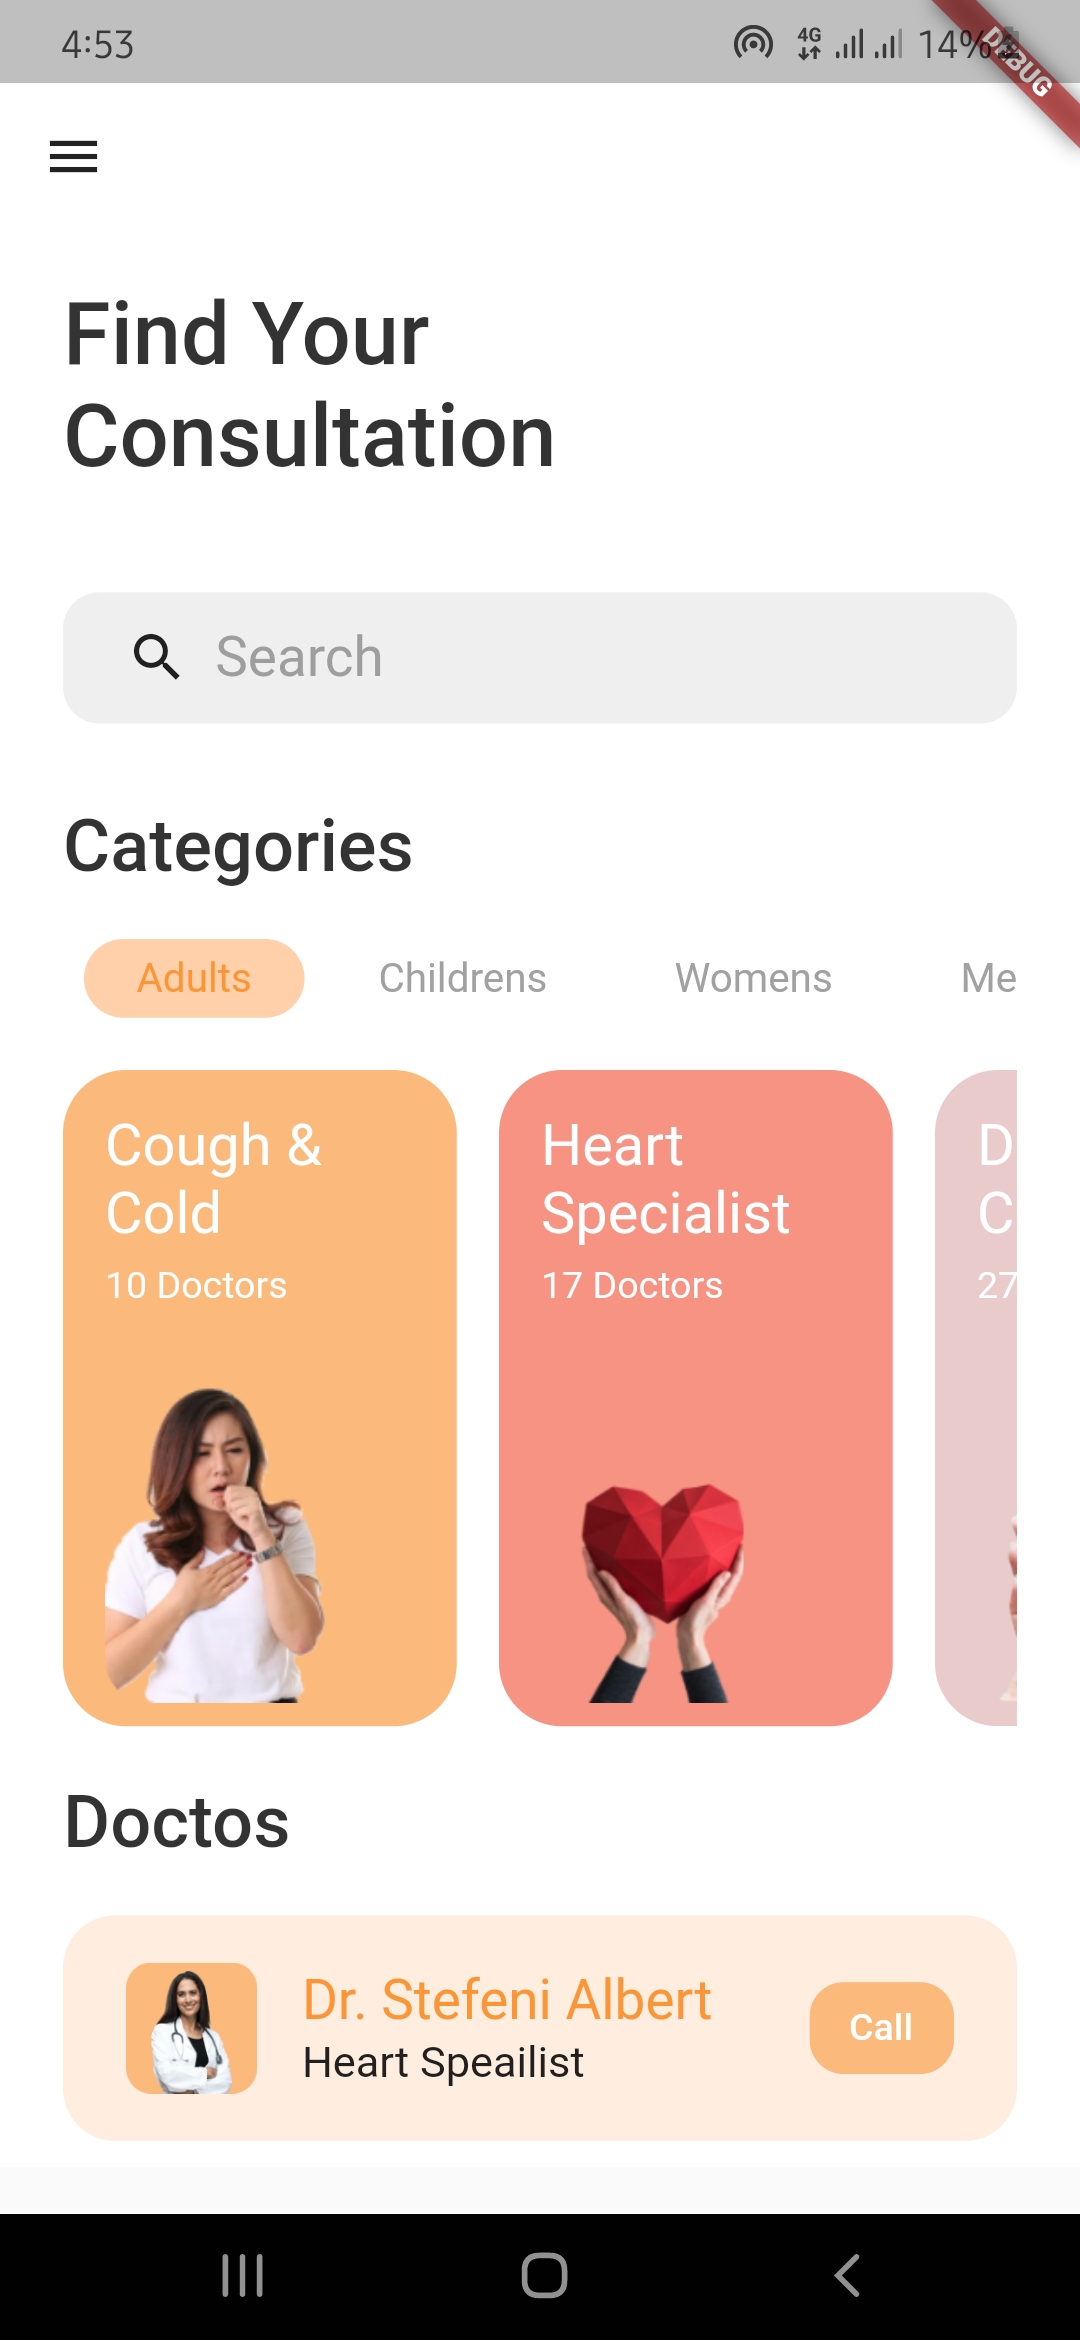 4:53
4G 14%
DEBUG
Find Your
Consultation
Search
Categories
Adults Childrens Womens Me
Cough &
Cold
10 Doctors
Heart
Specialist
17 Doctors
D
C
27
Doctos
Dr. Stefeni Albert
Heart Speailist
Call